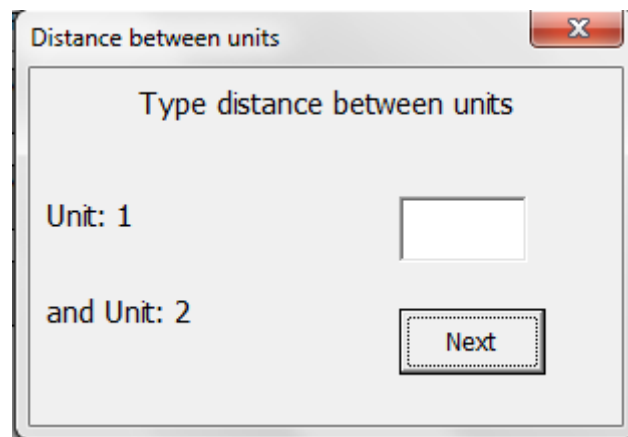 Distance between units
Type distance between units
Unit: 1
and Unit: 2
Next